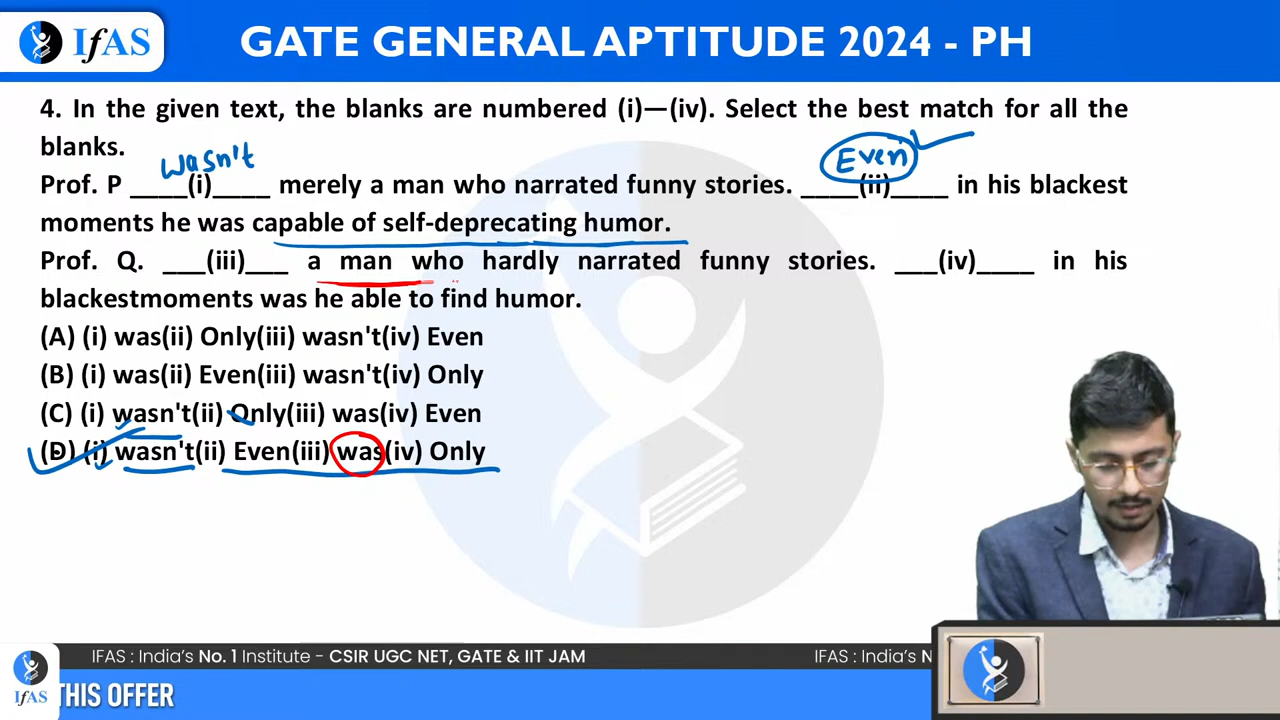 IfAS
GATE GENERAL APTITUDE 2024 - PH
4. In the given text, the blanks are numbered (i)—(iv). Select the best match for all the
blanks.
wasn't
Even
Prof. P ____(i)____ merely a man who narrated funny stories. ____(ii)____ in his blackest
moments he was capable of self-deprecating humor.
Prof. Q. ___(iii)___ a man who hardly narrated funny stories. ___(iv)____ in his
blackestmoments was he able to find humor.
(A) (i) was(ii) Only(iii) wasn't(iv) Even
(B) (i) was(ii) Even(iii) wasn't(iv) Only
(C) (i) wasn't(ii) Only(iii) was(iv) Even
(D) (i) wasn't(ii) Even(iii) was(iv) Only
IFAS : India's No. 1 Institute - CSIR UGC NET, GATE & IIT JAM
IFAS : India's N
IfAS
THIS OFFER